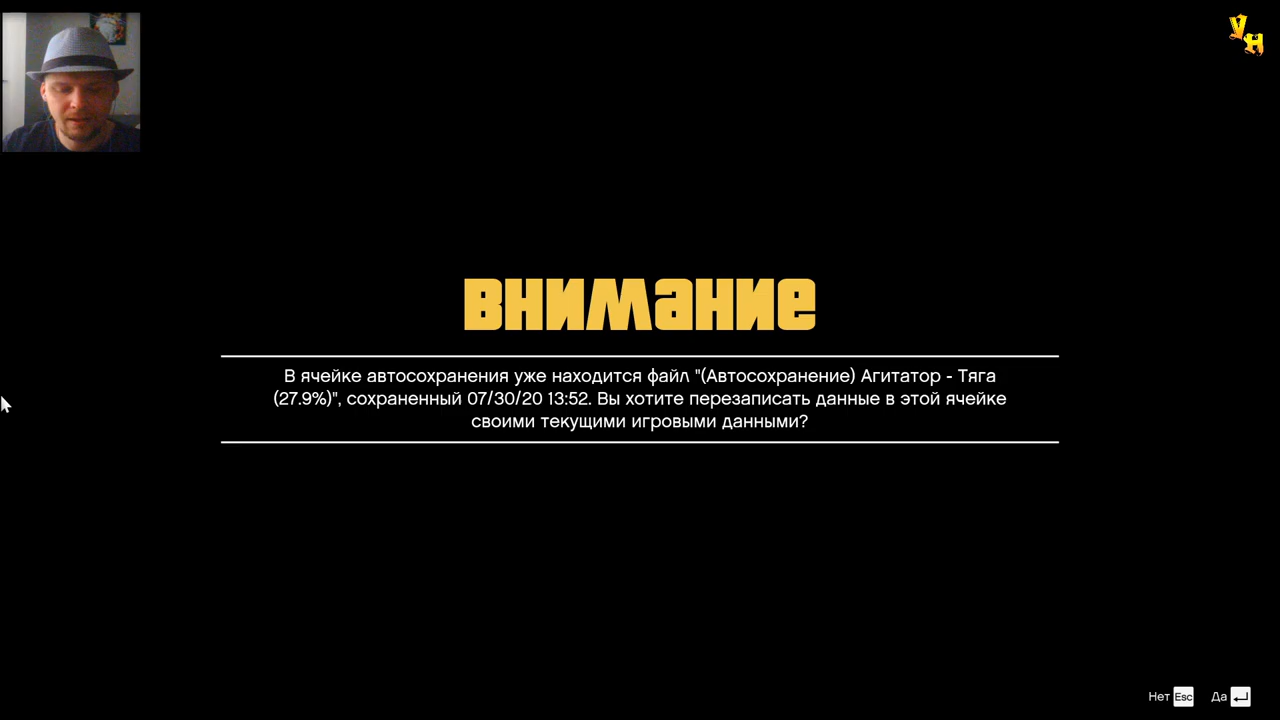 УН
внимание
В ячейке автосохранения уже находится файл "(Автосохранение) Агитатор - Тяга
(27.9%)", сохраненный 07/30/20 13:52. Вы хотите перезаписать данные в этой ячейке
своими текущими игровыми данными?
Нет Esc Да